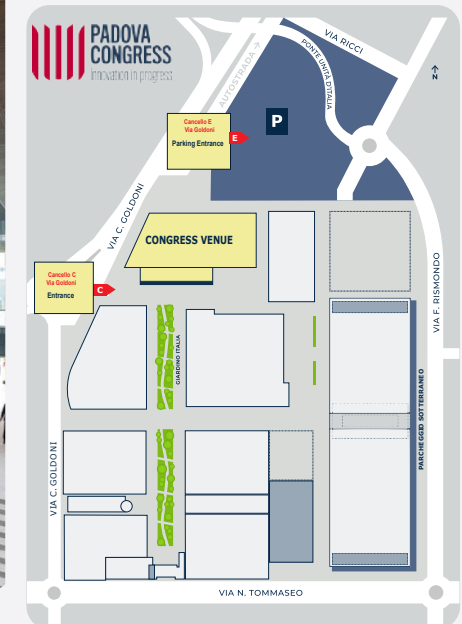 PADOVA
CONGRESS
Innovation in progress
VIA RICCI
PONTE UNITÀ D'ITALIA
AUTOSTRADA
N
P
Cancello E
Via Goldoni
Parking Entrance
E
VIA C. GOLDONI
CONGRESS VENUE
Cancello C
Via Goldoni
Entrance
C
VIA F. RISMONDO
GIARDINO ITALIA
PARCHEGGIO SOTTERRANEO
VIA C. GOLDONI
VIA N. TOMMASEO